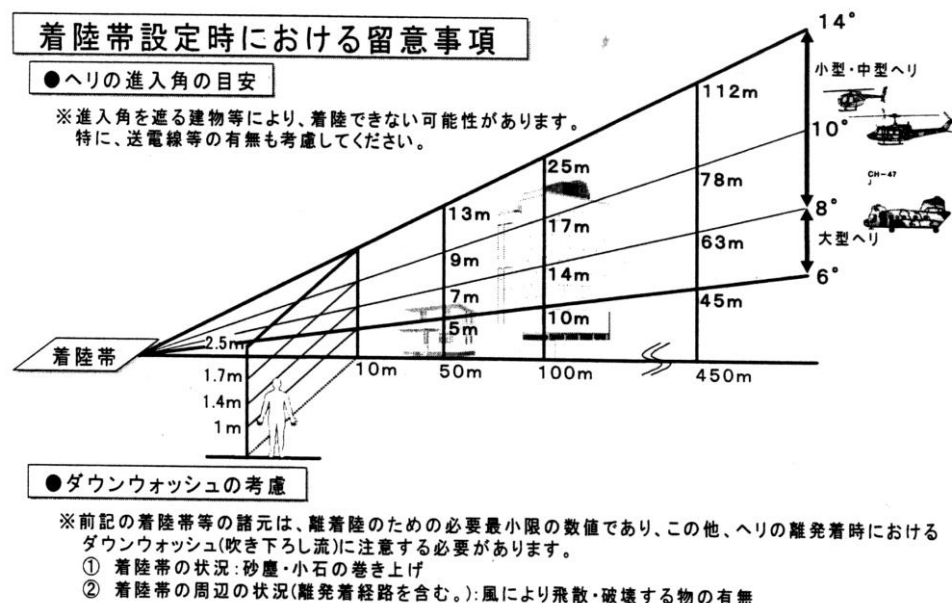 着陸帯設定時における留意事項
●ヘリの進入角の目安
※進入角を遮る建物等により、着陸できない可能性があります。
特に、送電線等の有無も考慮してください。
14°
小型・中型ヘリ
10°
CH-47
J
8°
大型ヘリ
6°
112m
78m
63m
45m
25m
17m
14m
10m
13m
9m
7m
5m
着陸帯
2.5m
1.7m
1.4m
1m
10m
50m
100m
450m
●ダウンウォッシュの考慮
※前記の着陸帯等の諸元は、離着陸のための必要最小限の数値であり、この他、ヘリの離発着時における
ダウンウォッシュ(吹き下ろし流)に注意する必要があります。
① 着陸帯の状況:砂塵・小石の巻き上げ
② 着陸帯の周辺の状況(離発着経路を含む。):風により飛散・破壊する物の有無